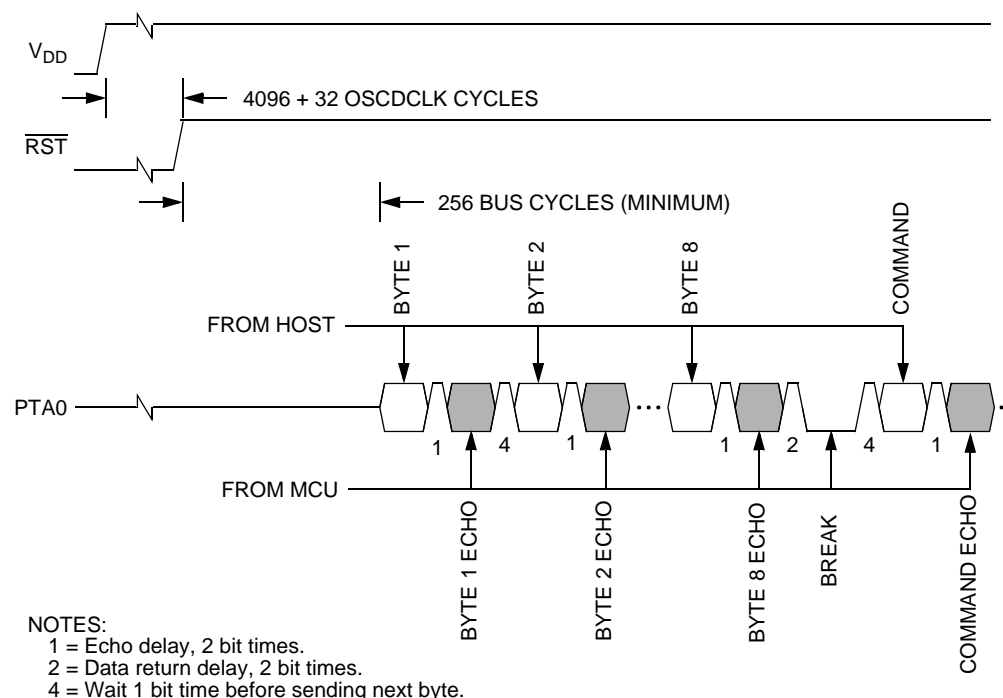 VDD
4096 + 32 OSCDCLK CYCLES
RST
256 BUS CYCLES (MINIMUM)
BYTE 1
BYTE 2
BYTE 8
COMMAND
FROM HOST
PTA0
1
4
1
1
2
4
1
FROM MCU
BYTE 1 ECHO
BYTE 2 ECHO
BYTE 8 ECHO
BREAK
COMMAND ECHO
NOTES:
1 = Echo delay, 2 bit times.
2 = Data return delay, 2 bit times.
4 = Wait 1 bit time before sending next byte.